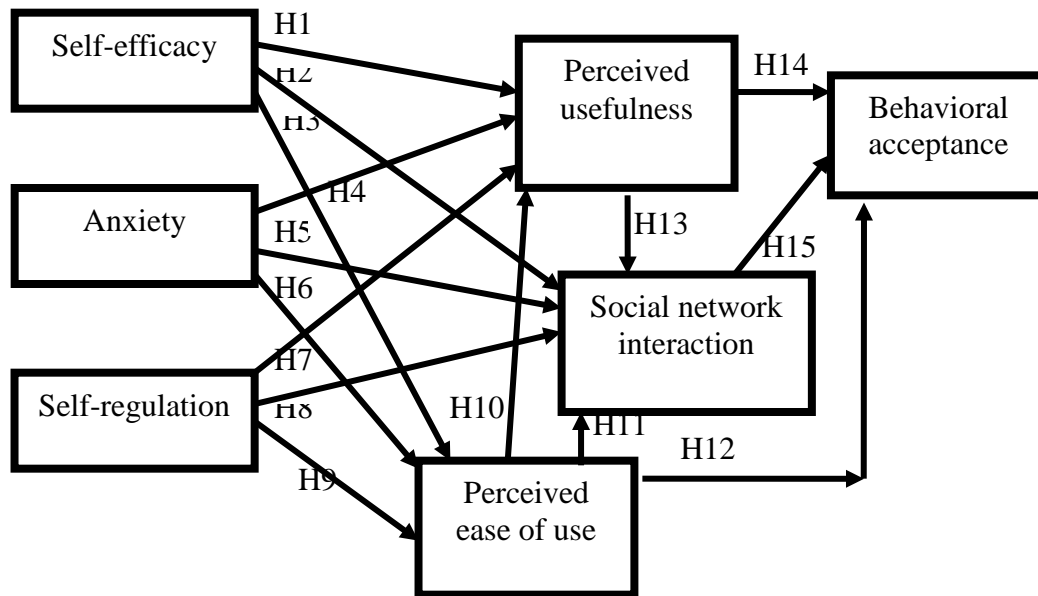 Self-efficacy
H1
H2
H3
Perceived
usefulness
H14
Behavioral
acceptance
Anxiety
H4
H5
H6
H13
H15
Social network
interaction
Self-regulation
H7
H8
H9
H10
H11
H12
Perceived
ease of use